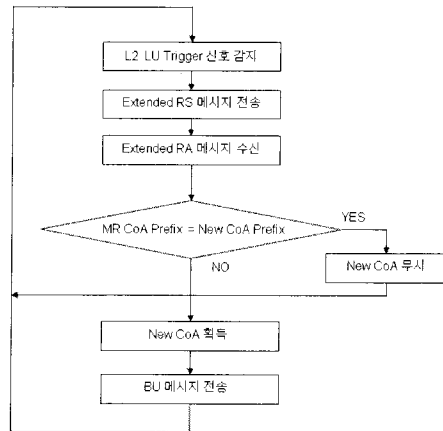 L2 LU Trigger 신호 감지
Extended RS 메시지 전송
Extended RA 메시지 수신
MR CoA Prefix = New CoA Prefix
YES
NO
New CoA 무시
New CoA 획득
BU 메시지 전송